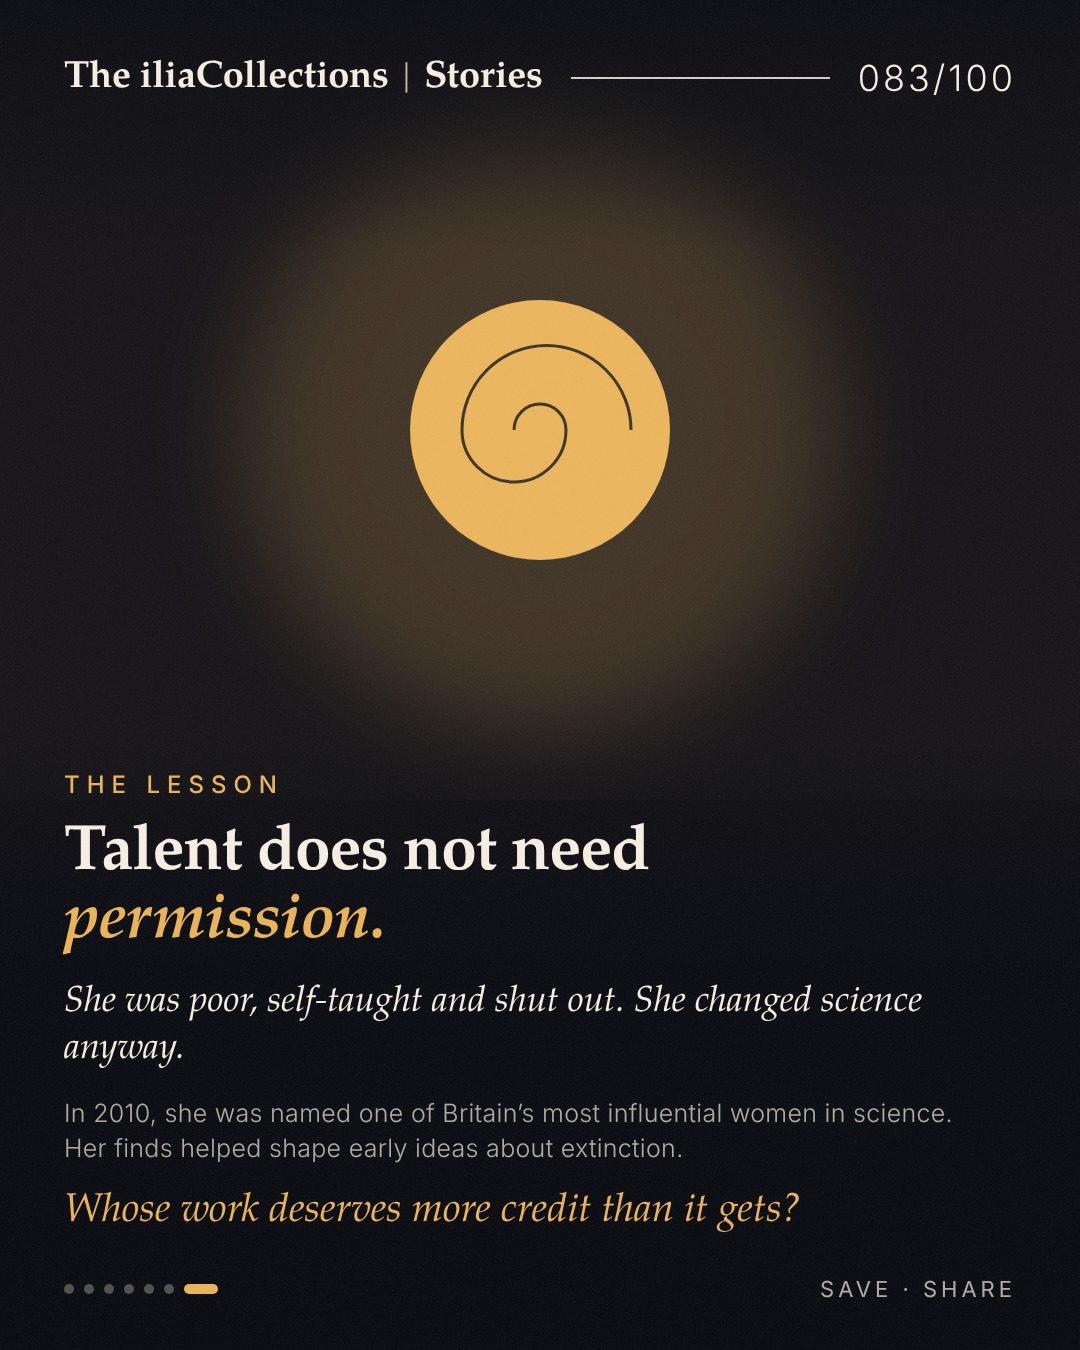 The iliaCollections | Stories 083/100
THE LESSON
Talent does not need
permission.
She was poor, self-taught and shut out. She changed science
anyway.
In 2010, she was named one of Britain’s most influential women in science.
Her finds helped shape early ideas about extinction.
Whose work deserves more credit than it gets?
SAVE · SHARE